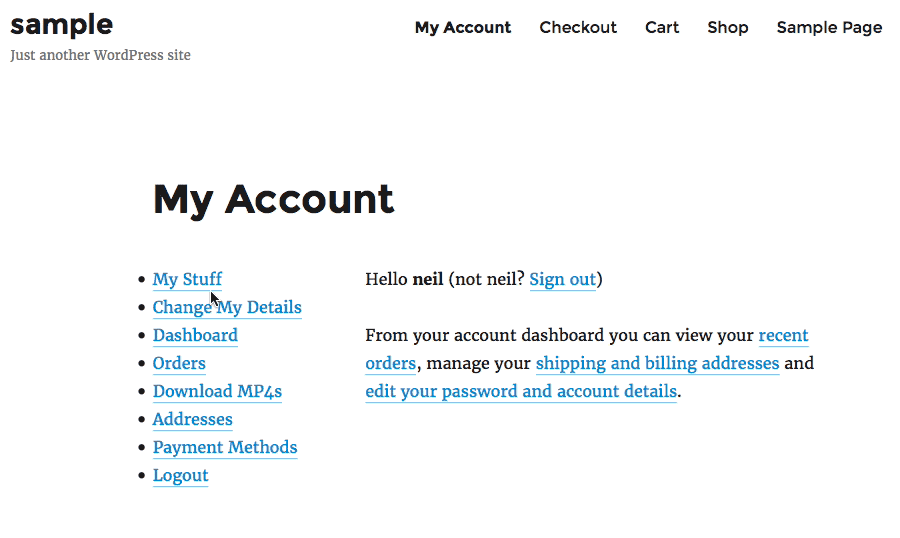 sample
Just another WordPress site
My Account Checkout Cart Shop Sample Page
My Account
My Stuff
Change My Details
Dashboard
Orders
Download MP4s
Addresses
Payment Methods
Logout
Hello neil (not neil? Sign out)
From your account dashboard you can view your recent
orders, manage your shipping and billing addresses and
edit your password and account details.